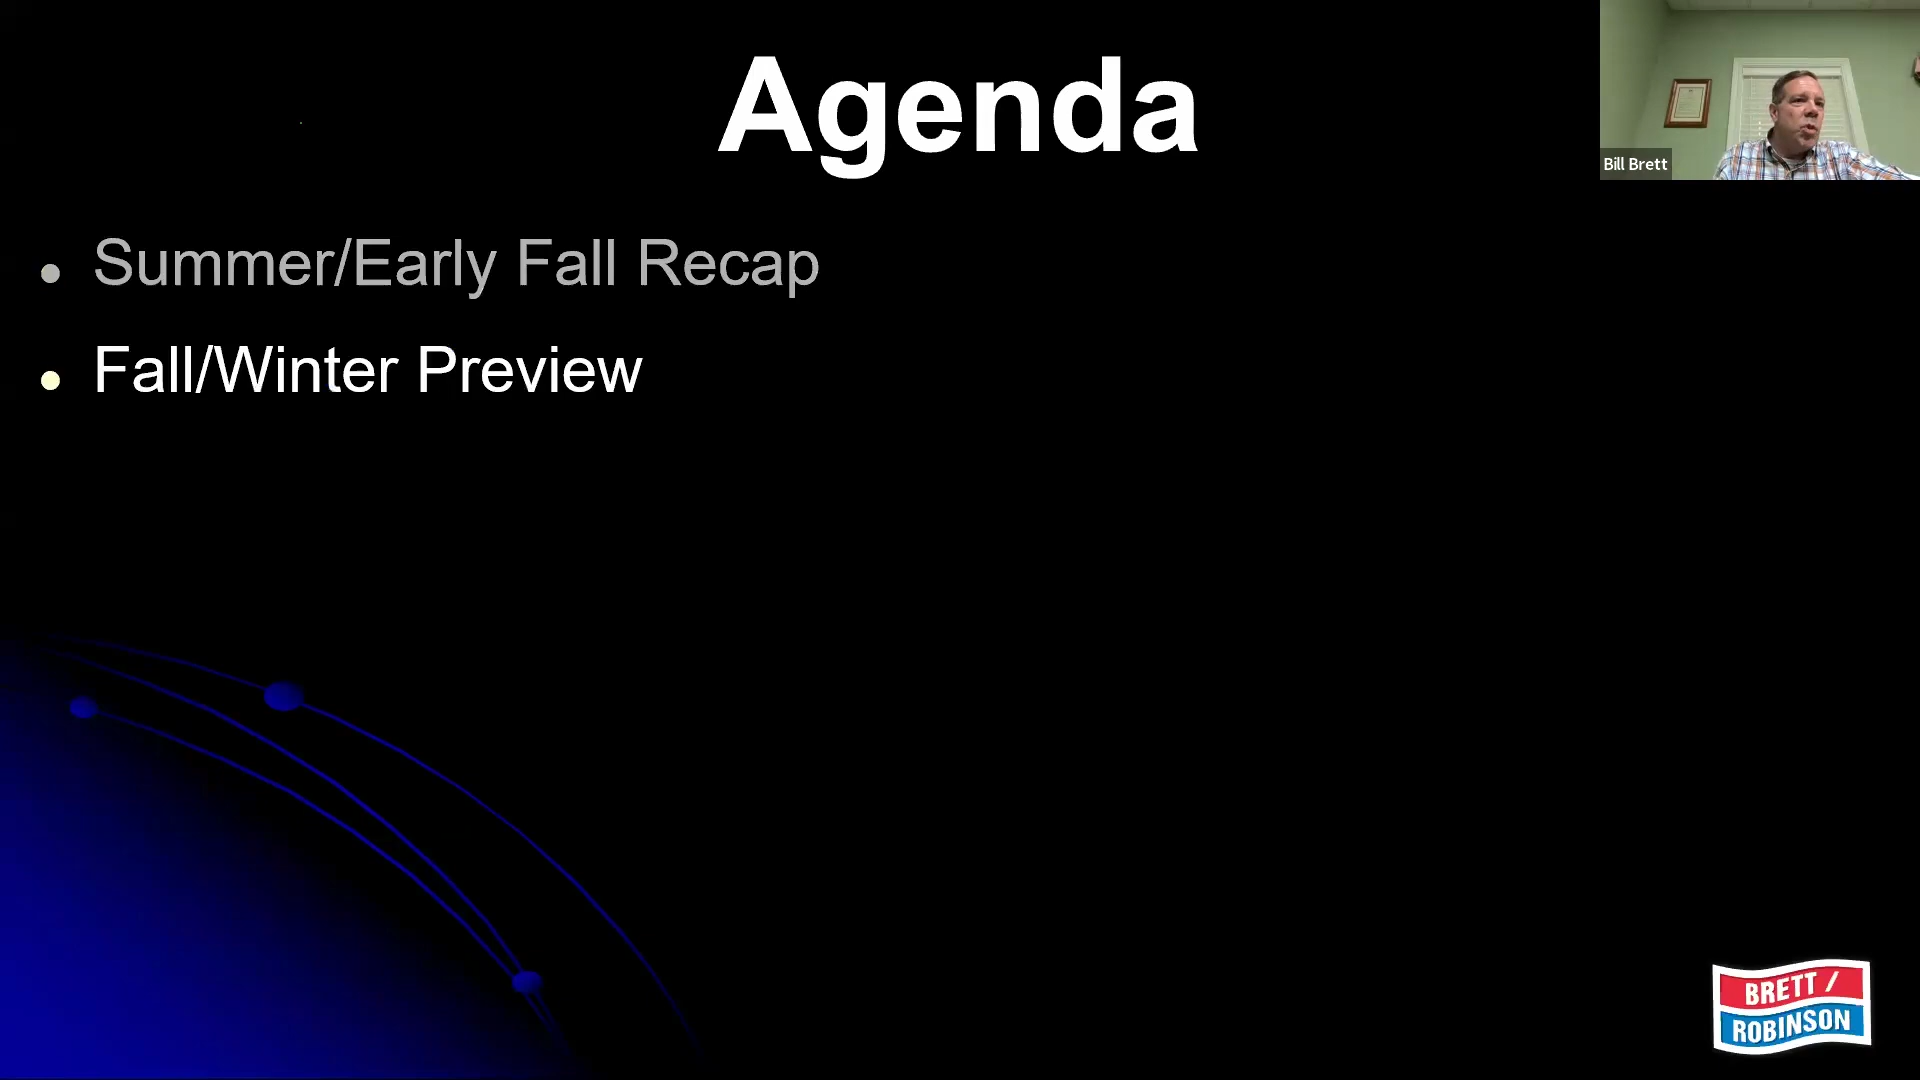 Agenda
Bill Brett
Summer/Early Fall Recap
Fall/Winter Preview
BRETT /
ROBINSON